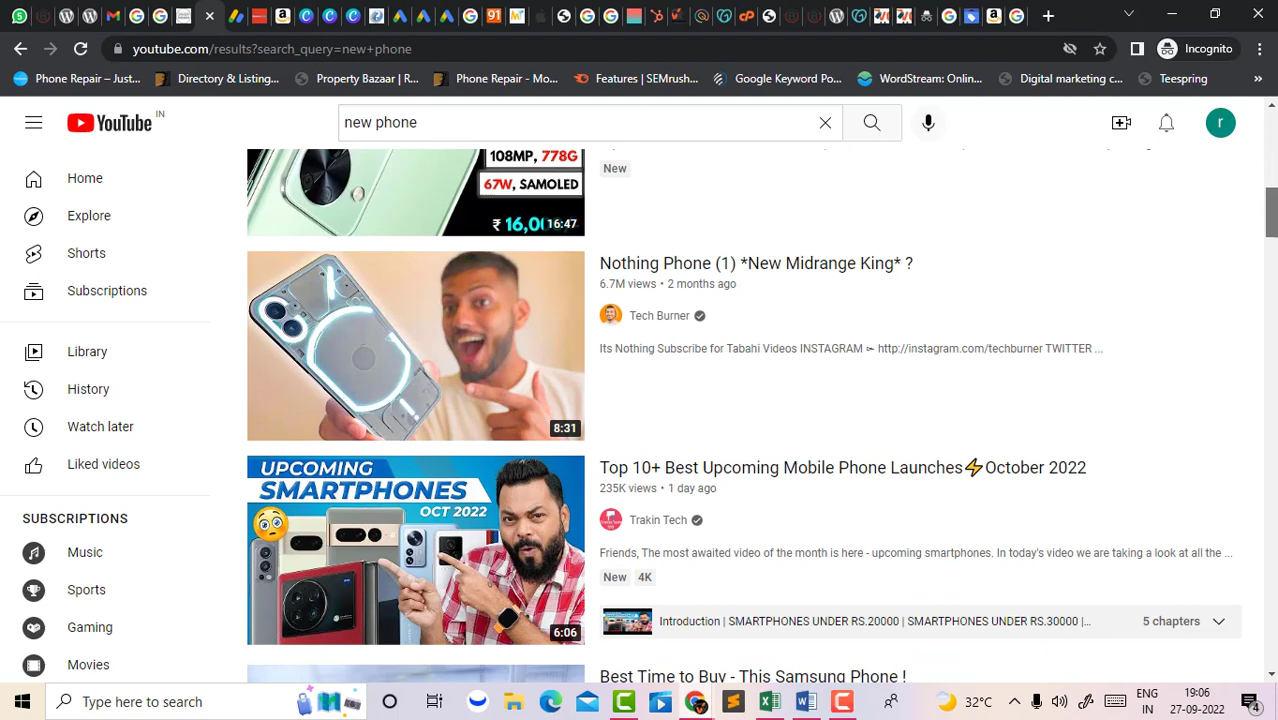 91
youtube.com/results?search_query=new+phone
Incognito
Phone Repair – Just...
Directory & Listing...
Property Bazaar | R...
Phone Repair - Mo...
Features | SEMrush...
Google Keyword Po...
WordStream: Onlin...
Digital marketing c...
Teespring
»
YouTube IN
new phone
r
Home
Explore
Shorts
Subscriptions
Library
History
Watch later
Liked videos
SUBSCRIPTIONS
Music
Sports
Gaming
Movies
108MP, 778G
67W, SAMOLED
₹ 16,00
16:47
New
8:31
Nothing Phone (1) *New Midrange King* ?
6.7M views • 2 months ago
Tech Burner
Its Nothing Subscribe for Tabahi Videos INSTAGRAM ➣ http://instagram.com/techburner TWITTER ...
UPCOMING
SMARTPHONES
OCT 2022
6:06
Top 10+ Best Upcoming Mobile Phone Launches⚡October 2022
235K views • 1 day ago
Trakin Tech
Friends, The most awaited video of the month is here - upcoming smartphones. In today's video we are taking a look at all the ...
New 4K
Introduction | SMARTPHONES UNDER RS.20000 | SMARTPHONES UNDER RS.30000 |...
5 chapters
Best Time to Buy - This Samsung Phone !
Type here to search
32°C
ENG
IN
09:06
27-09-2022
4